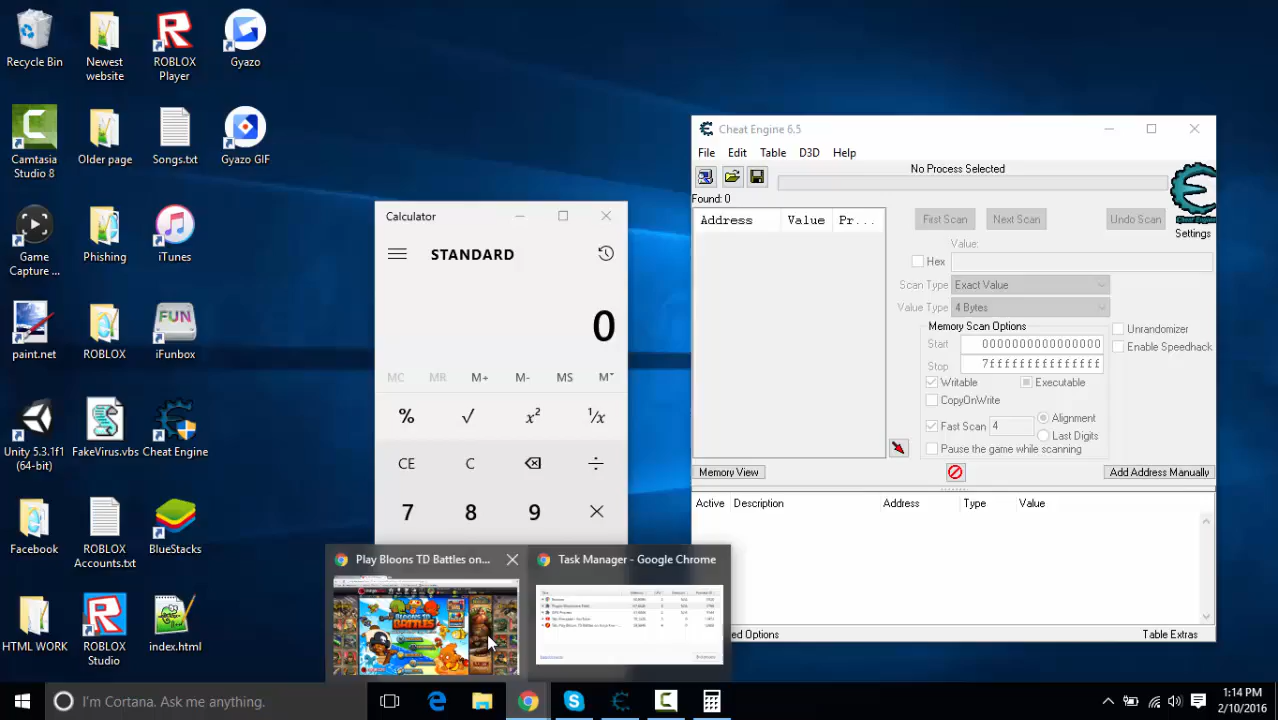 Recycle Bin
Newest
website
ROBLOX
Player
Gyazo
Camtasia
Studio 8
Older page
Songs.txt
Gyazo GIF
Game
Capture ...
Phishing
iTunes
paint.net
ROBLOX
FUN
iFunbox
Unity 5.3.1f1
(64-bit)
FakeVirus.vbs
Cheat Engine
Facebook
ROBLOX
Accounts.txt
BlueStacks
HTML WORK
ROBLOX
Studio
index.html
Calculator
STANDARD
0
MC MR M+ M- MS M˅
% √ x² ¹/x
CE C ⌫ ÷
7 8 9 ×
Cheat Engine 6.5
File Edit Table D3D Help
No Process Selected
Found: 0
Address Value Pr...
First Scan Next Scan Undo Scan
Settings
Value:
Hex
Scan Type Exact Value
Value Type 4 Bytes
Memory Scan Options
Start 0000000000000000
Stop 7fffffffffffffff
Writable Executable
CopyOnWrite
Fast Scan 4 Alignment
Last Digits
Pause the game while scanning
Unrandomizer
Enable Speedhack
Memory View Add Address Manually
Active Description Address Type Value
ed Options Table Extras
Play Bloons TD Battles on...
Task Manager - Google Chrome
BLOONS TD
BATTLES
I'm Cortana. Ask me anything.
1:14 PM
2/10/2016